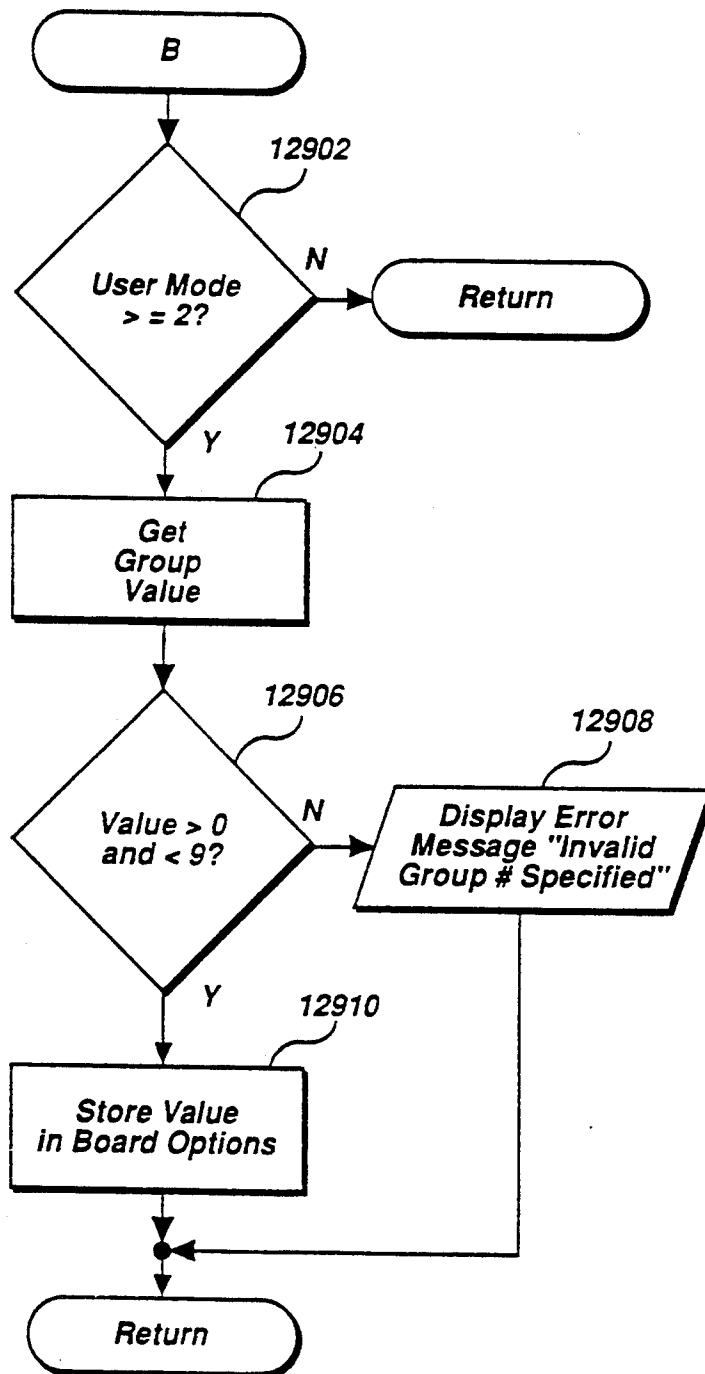 B
12902
User Mode
> = 2?
N
Return
Y
12904
Get
Group
Value
12906
Value > 0
and < 9?
N
12908
Display Error
Message "Invalid
Group # Specified"
Y
12910
Store Value
in Board Options
Return